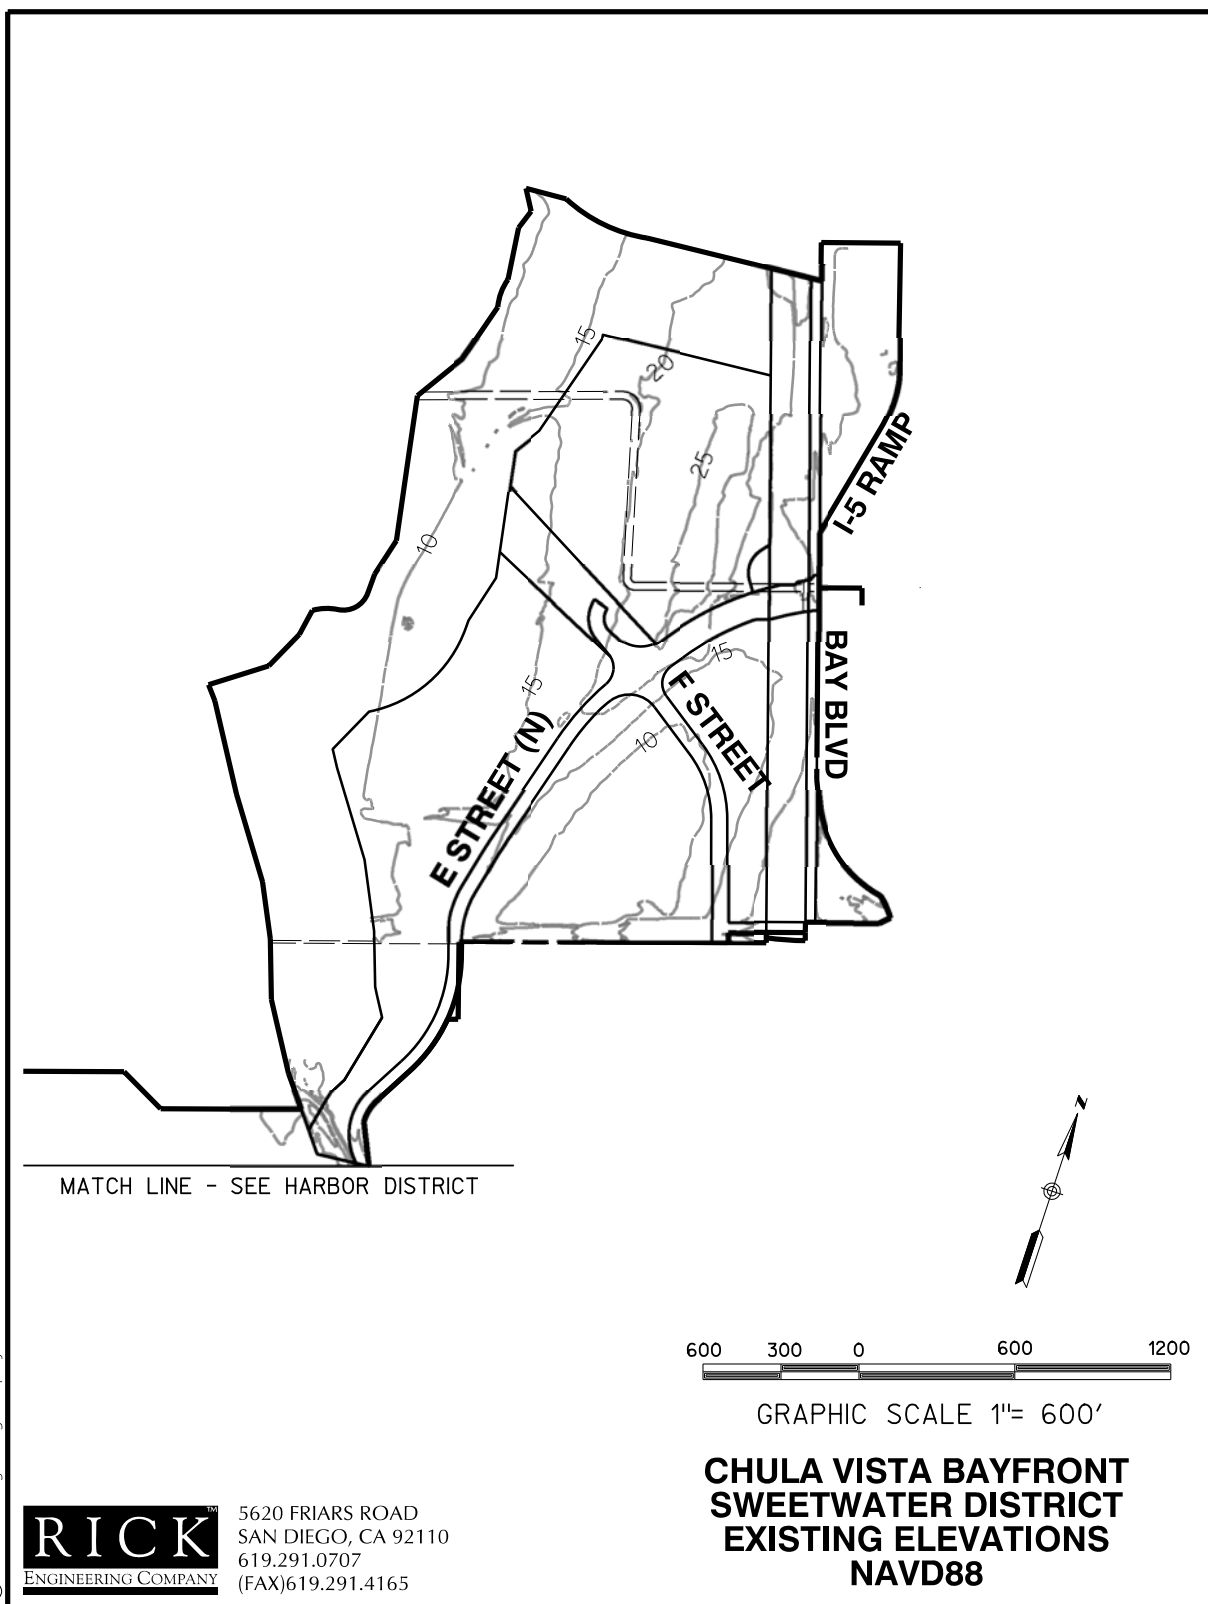 15
20
25
I-5 RAMP
10
15
15
BAY BLVD
F STREET
10
E STREET (N)
MATCH LINE - SEE HARBOR DISTRICT
N
600 300 0 600 1200
GRAPHIC SCALE 1"= 600'
CHULA VISTA BAYFRONT
SWEETWATER DISTRICT
EXISTING ELEVATIONS
NAVD88
RICK™
ENGINEERING COMPANY
5620 FRIARS ROAD
SAN DIEGO, CA 92110
619.291.0707
(FAX)619.291.4165